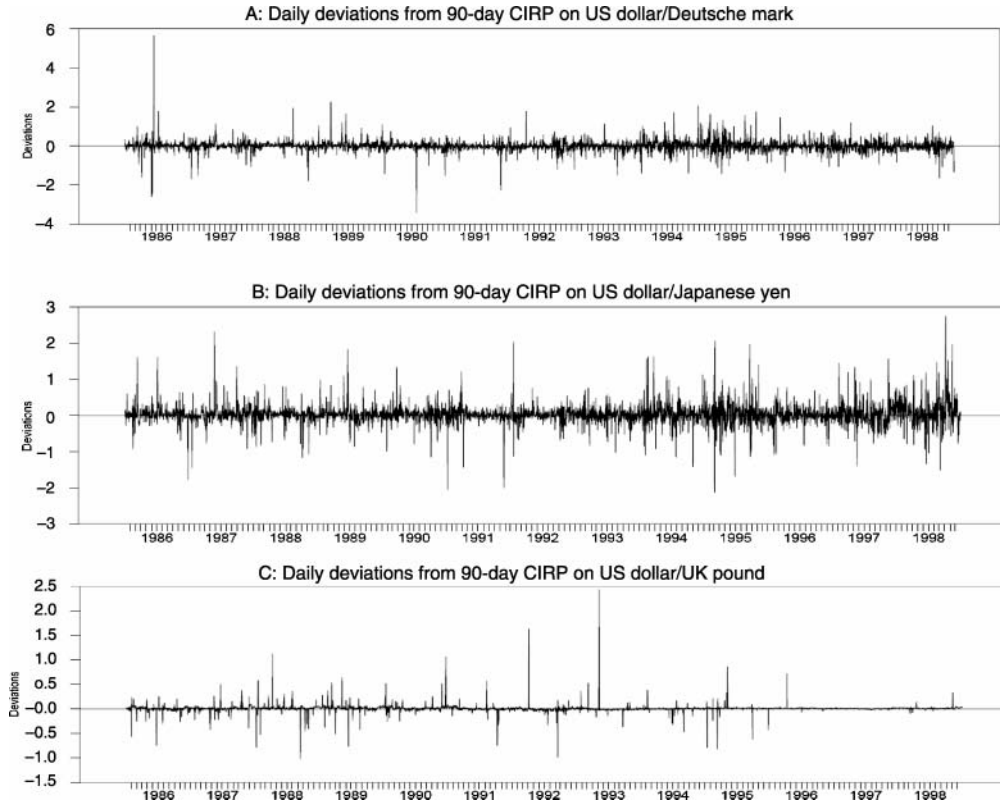 A: Daily deviations from 90-day CIRP on US dollar/Deutsche mark
6
4
2
0
−2
−4
Deviations
1986 1987 1988 1989 1990 1991 1992 1993 1994 1995 1996 1997 1998
B: Daily deviations from 90-day CIRP on US dollar/Japanese yen
3
2
1
0
−1
−2
−3
Deviations
1986 1987 1988 1989 1990 1991 1992 1993 1994 1995 1996 1997 1998
C: Daily deviations from 90-day CIRP on US dollar/UK pound
2.5
2.0
1.5
1.0
0.5
−0.0
−0.5
−1.0
−1.5
Deviations
1986 1987 1988 1989 1990 1991 1992 1993 1994 1995 1996 1997 1998